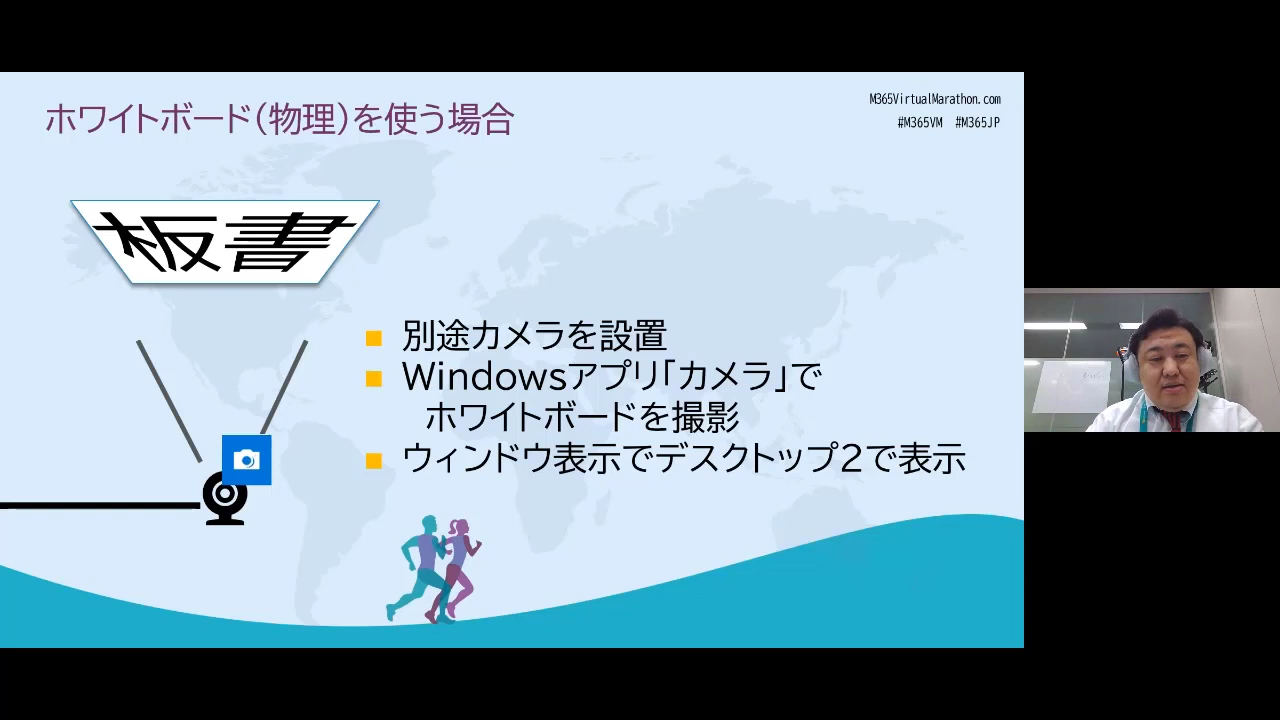 ホワイトボード(物理)を使う場合
M365VirtualMarathon.com
#M365VM #M365JP
板書
別途カメラを設置
Windowsアプリ「カメラ」で
ホワイトボードを撮影
ウィンドウ表示でデスクトップ2で表示